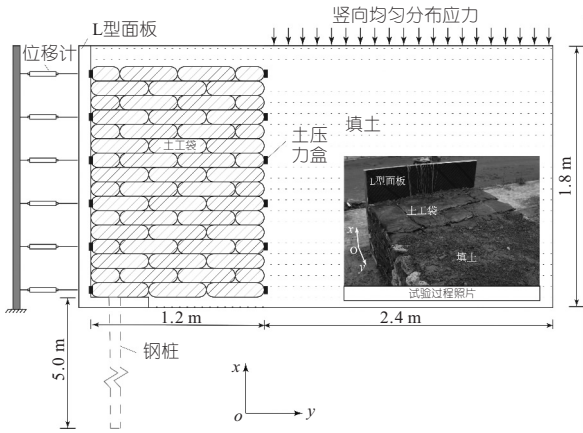 竖向均匀分布应力
L型面板
位移计
土工袋
土压
力盒
填土
L型面板
土工袋
填土
x
O
y
试验过程照片
1.8 m
1.2 m
2.4 m
5.0 m
钢桩
x
o
y